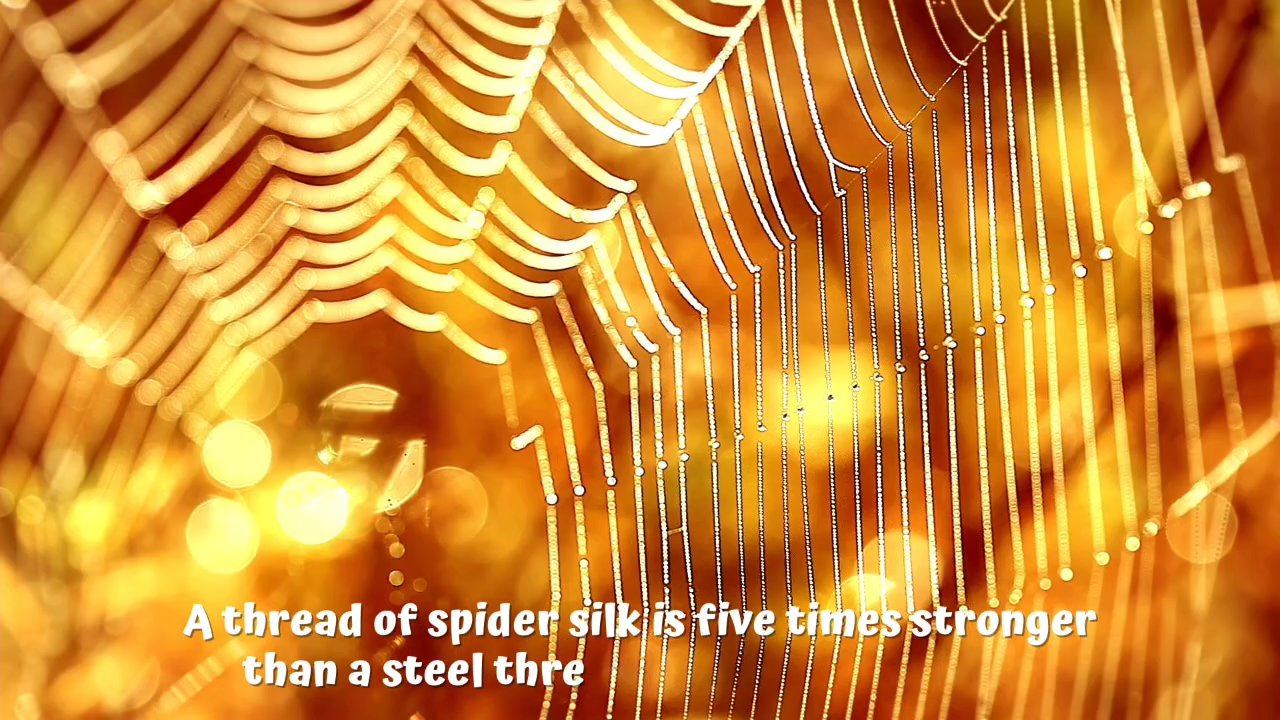 A thread of spider silk is five times stronger
than a steel thre